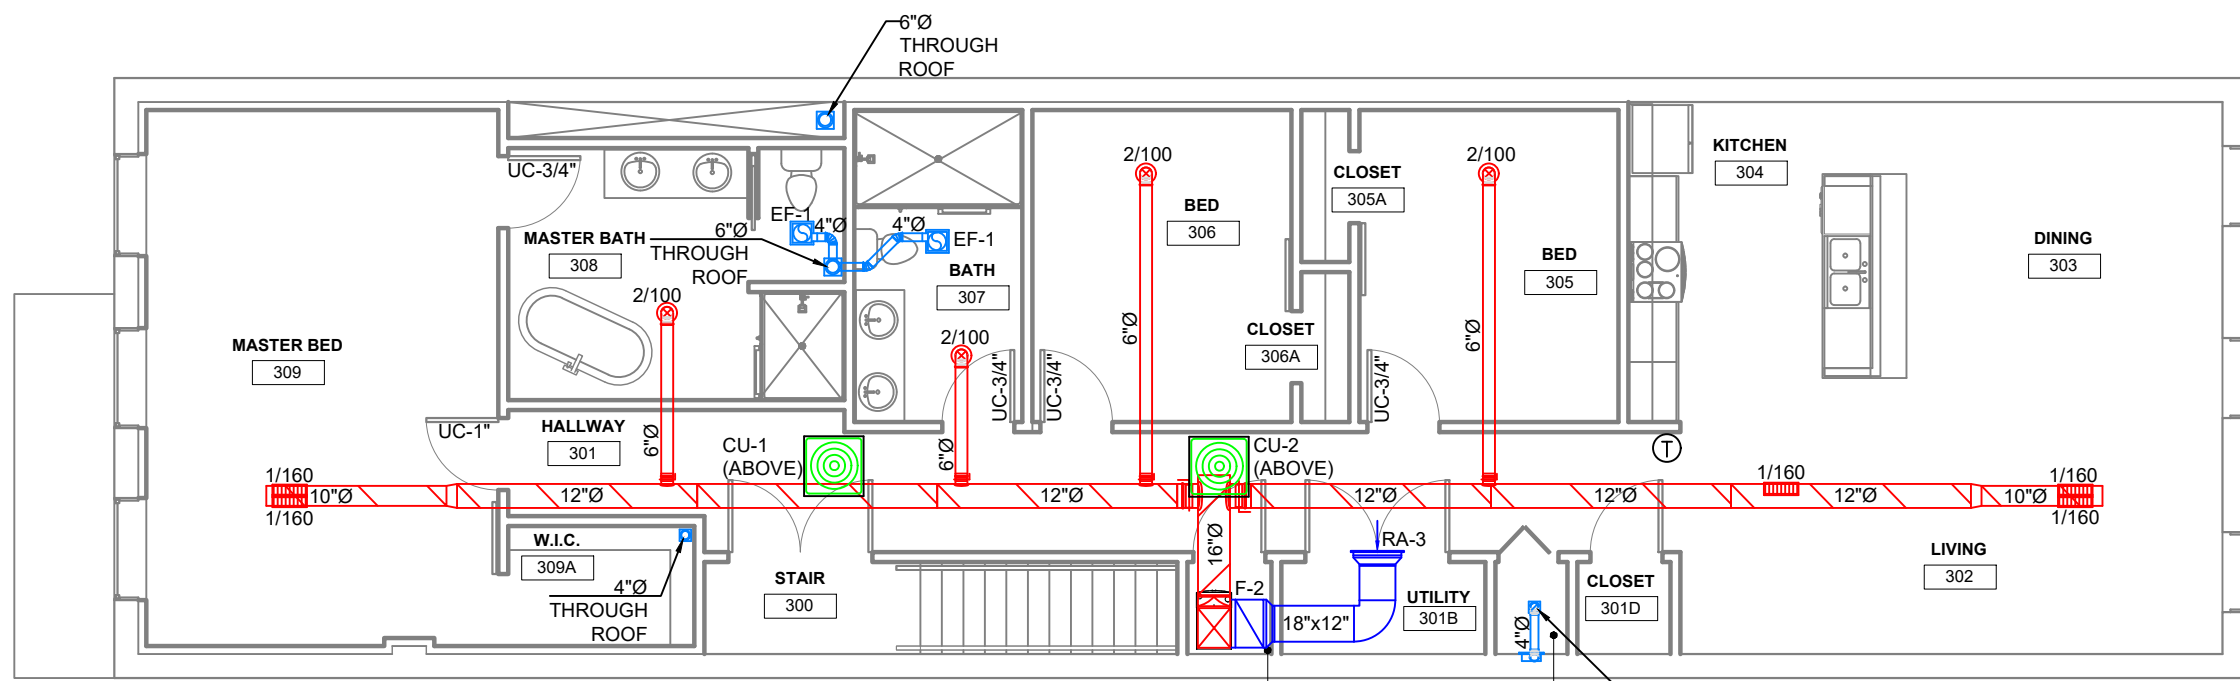 6"Ø
THROUGH
ROOF
UC-3/4"
EF-1
4"Ø
4"Ø
EF-1
MASTER BATH
308
6"Ø
THROUGH
ROOF
2/100
BATH
307
2/100
UC-3/4"
UC-3/4"
2/100
BED
306
6"Ø
CLOSET
305A
CLOSET
306A
2/100
BED
305
6"Ø
UC-3/4"
KITCHEN
304
DINING
303
MASTER BED
309
UC-1"
HALLWAY
301
6"Ø
CU-1
(ABOVE)
6"Ø
CU-2
(ABOVE)
T
1/160
10"Ø
1/160
12"Ø
12"Ø
12"Ø
12"Ø
1/160
12"Ø
10"Ø
1/160
1/160
W.I.C.
309A
4"Ø
THROUGH
ROOF
STAIR
300
16"Ø
F-2
18"x12"
RA-3
UTILITY
301B
4"Ø
CLOSET
301D
LIVING
302